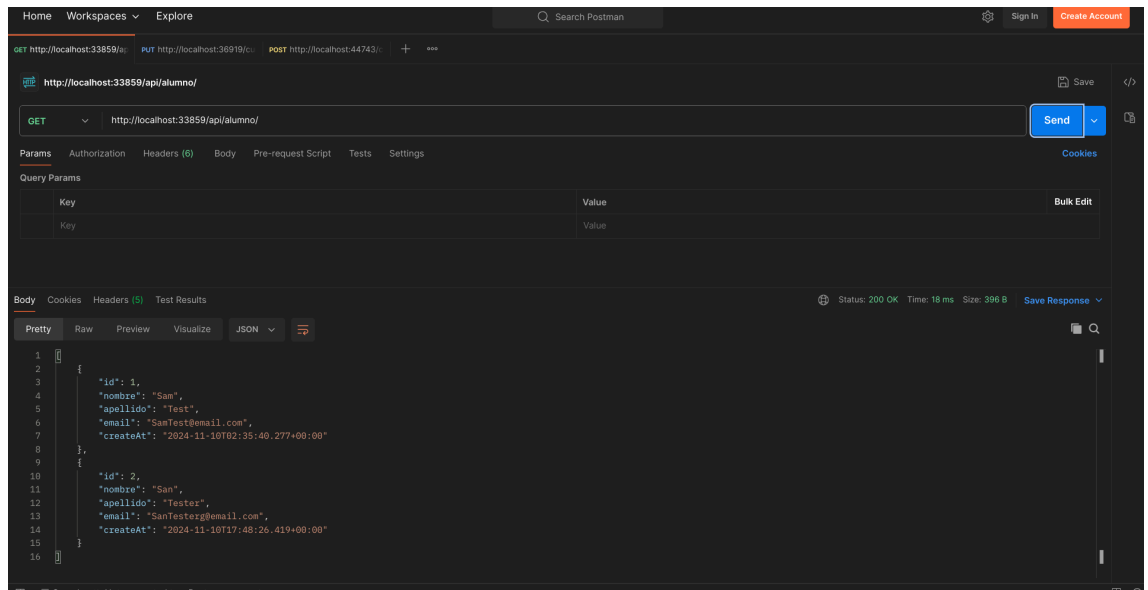 Home Workspaces Explore Search Postman Sign In Create Account
GET http://localhost:33859/ap PUT http://localhost:36919/cu POST http://localhost:44743/c
HTTP http://localhost:33859/api/alumno/ Save
GET http://localhost:33859/api/alumno/ Send
Params Authorization Headers (6) Body Pre-request Script Tests Settings Cookies
Query Params
Key Value Bulk Edit
Key Value
Body Cookies Headers (5) Test Results Status: 200 OK Time: 18 ms Size: 396 B Save Response
Pretty Raw Preview Visualize JSON
1 [
2 {
3 "id": 1,
4 "nombre": "Sam",
5 "apellido": "Test",
6 "email": "SamTest@email.com",
7 "createAt": "2024-11-10T02:35:40.277+00:00"
8 },
9 {
10 "id": 2,
11 "nombre": "San",
12 "apellido": "Tester",
13 "email": "SanTesterg@email.com",
14 "createAt": "2024-11-10T17:48:26.419+00:00"
15 }
16 ]